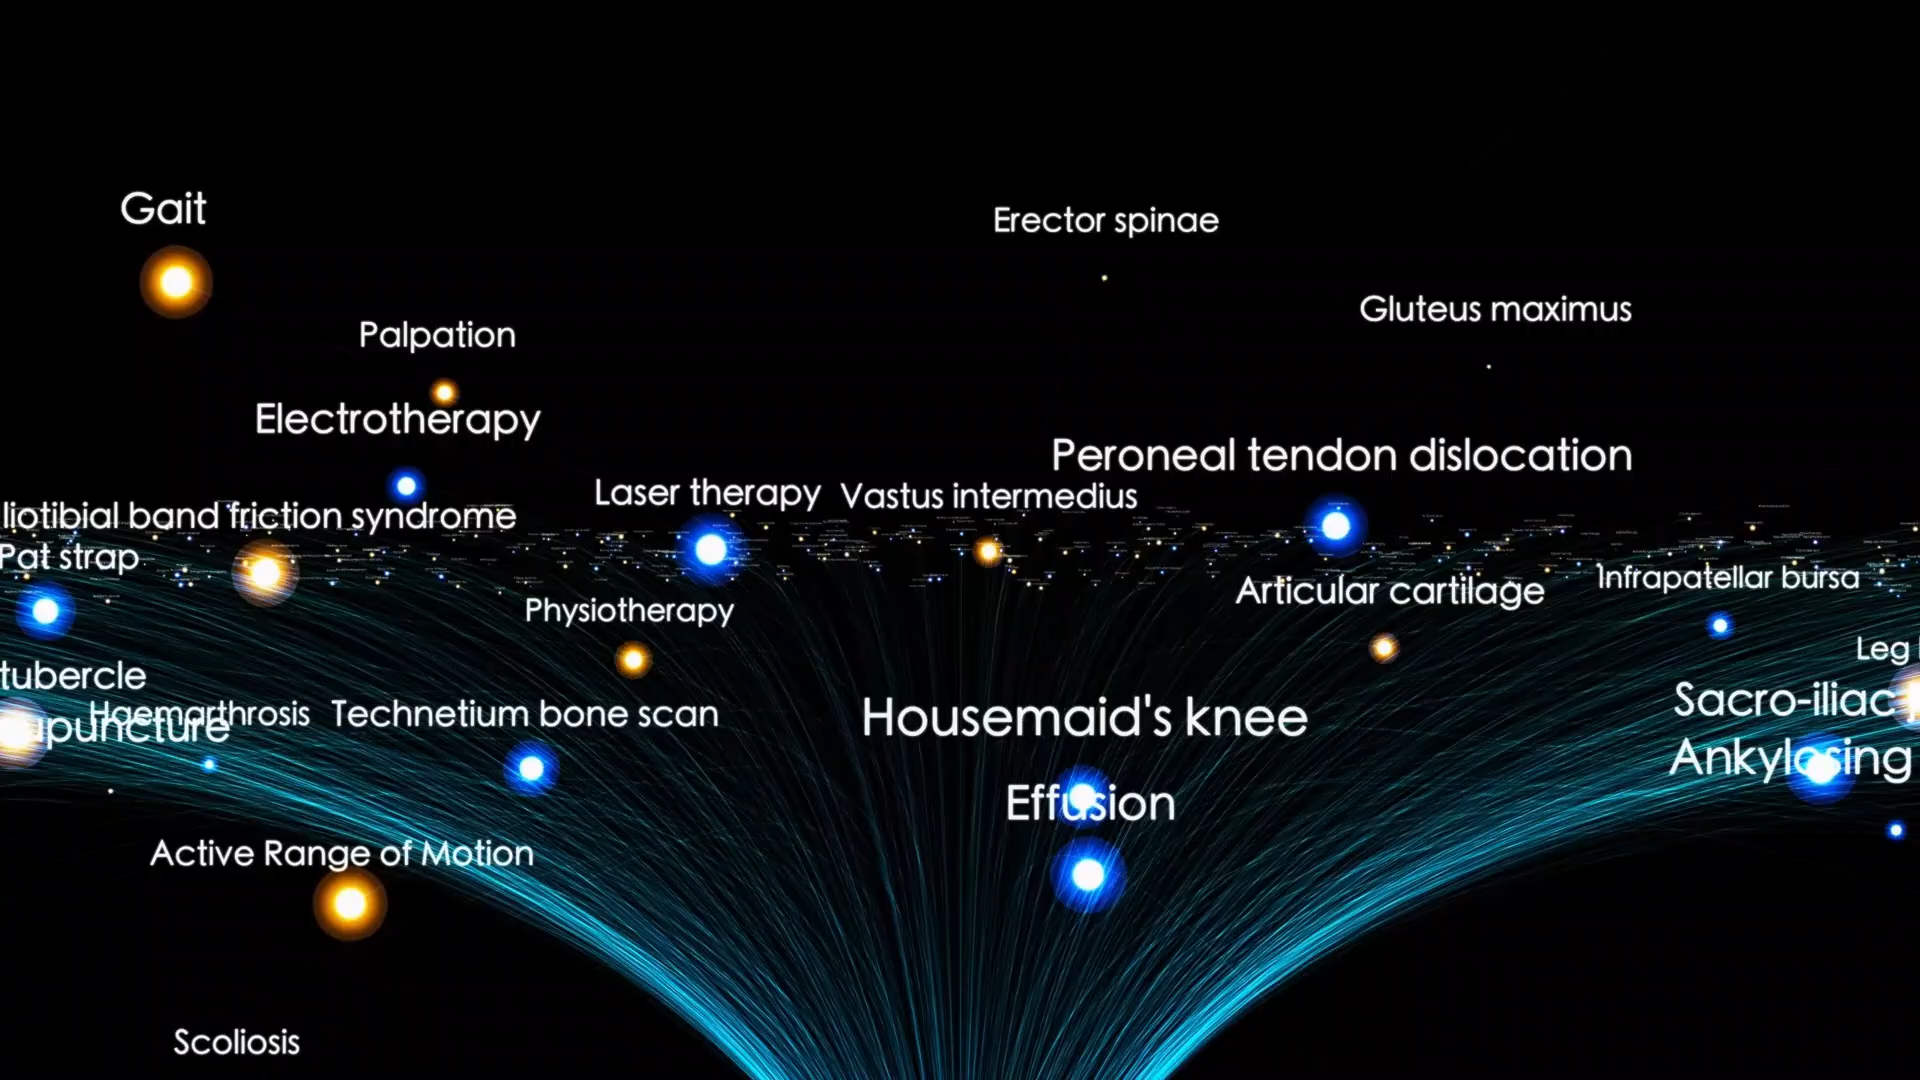 Gait
Erector spinae
Gluteus maximus
Palpation
Electrotherapy
Peroneal tendon dislocation
Laser therapy
Vastus intermedius
liotibial band friction syndrome
Pat strap
Articular cartilage
Infrapatellar bursa
Physiotherapy
Leg
tubercle
Sacro-iliac
Haemarthrosis
upuncture
Technetium bone scan
Housemaid's knee
Ankylosing
Effusion
Active Range of Motion
Scoliosis